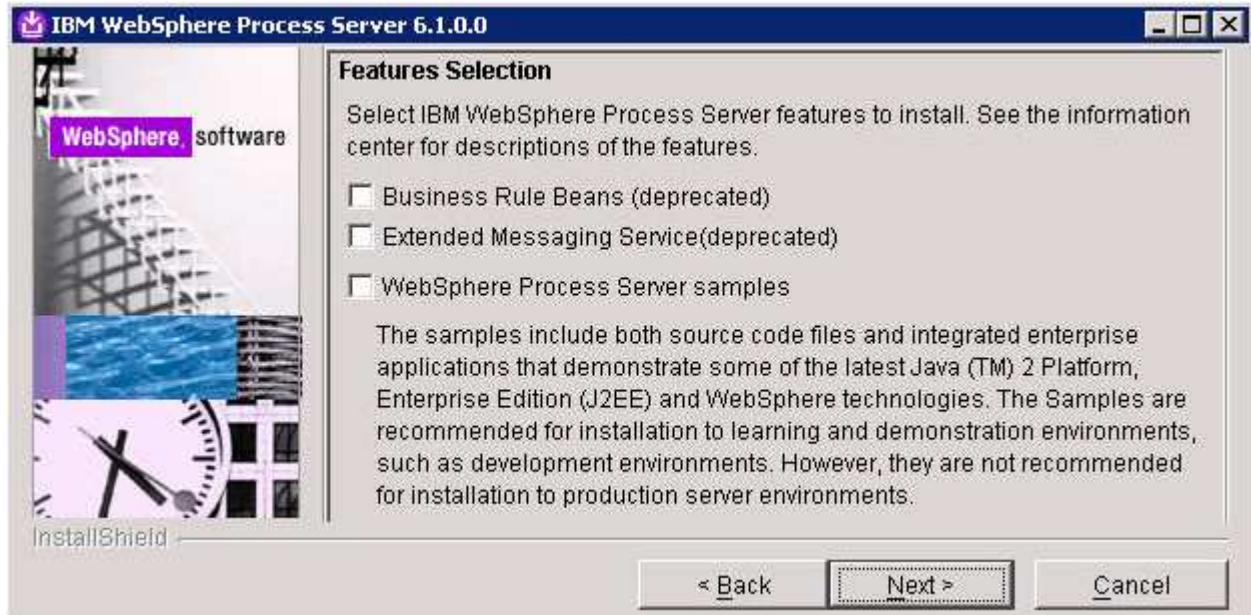 IBM WebSphere Process Server 6.1.0.0
WebSphere. software
Features Selection
Select IBM WebSphere Process Server features to install. See the information
center for descriptions of the features.
Business Rule Beans (deprecated)
Extended Messaging Service(deprecated)
WebSphere Process Server samples
The samples include both source code files and integrated enterprise
applications that demonstrate some of the latest Java (TM) 2 Platform,
Enterprise Edition (J2EE) and WebSphere technologies. The Samples are
recommended for installation to learning and demonstration environments,
such as development environments. However, they are not recommended
for installation to production server environments.
InstallShield
< Back
Next >
Cancel